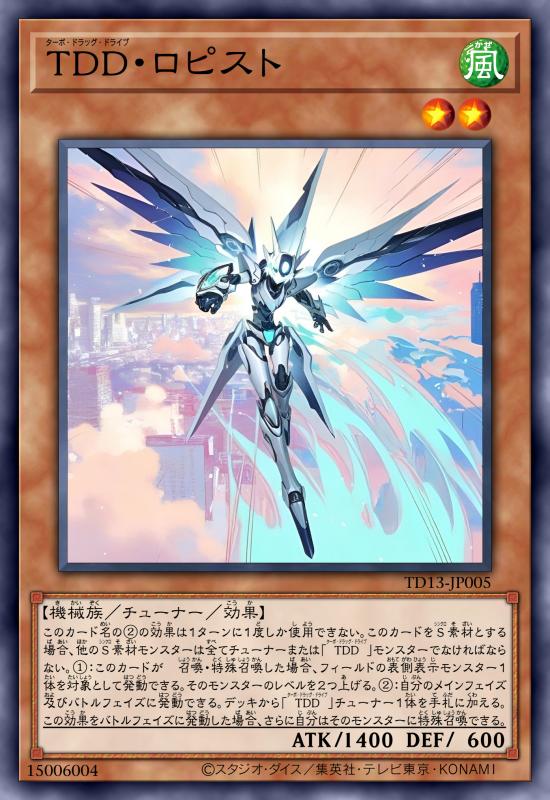 ターボ・ドラッグ・ドライブ
TDD・ロピスト
かぜ
風
TD13-JP005
【機械族／チューナー／効果】
このカード名の②の効果は1ターンに1度しか使用できない。このカードをS素材とする
場合、他のS素材モンスターは全てチューナーまたは「 TDD 」モンスターでなければなら
ない。①：このカードが 召喚・特殊召喚した場合、フィールドの表側表示モンスター1
体を対象として発動できる。そのモンスターのレベルを2つ上げる。②：自分のメインフェイズ
及びバトルフェイズに発動できる。デッキから「 TDD 」チューナー1体を手札に加える。
この効果をバトルフェイズに発動した場合、さらに自分はそのモンスターに特殊召喚できる。
ATK/1400 DEF/ 600
15006004 ©スタジオ・ダイス／集英社・テレビ東京・KONAMI